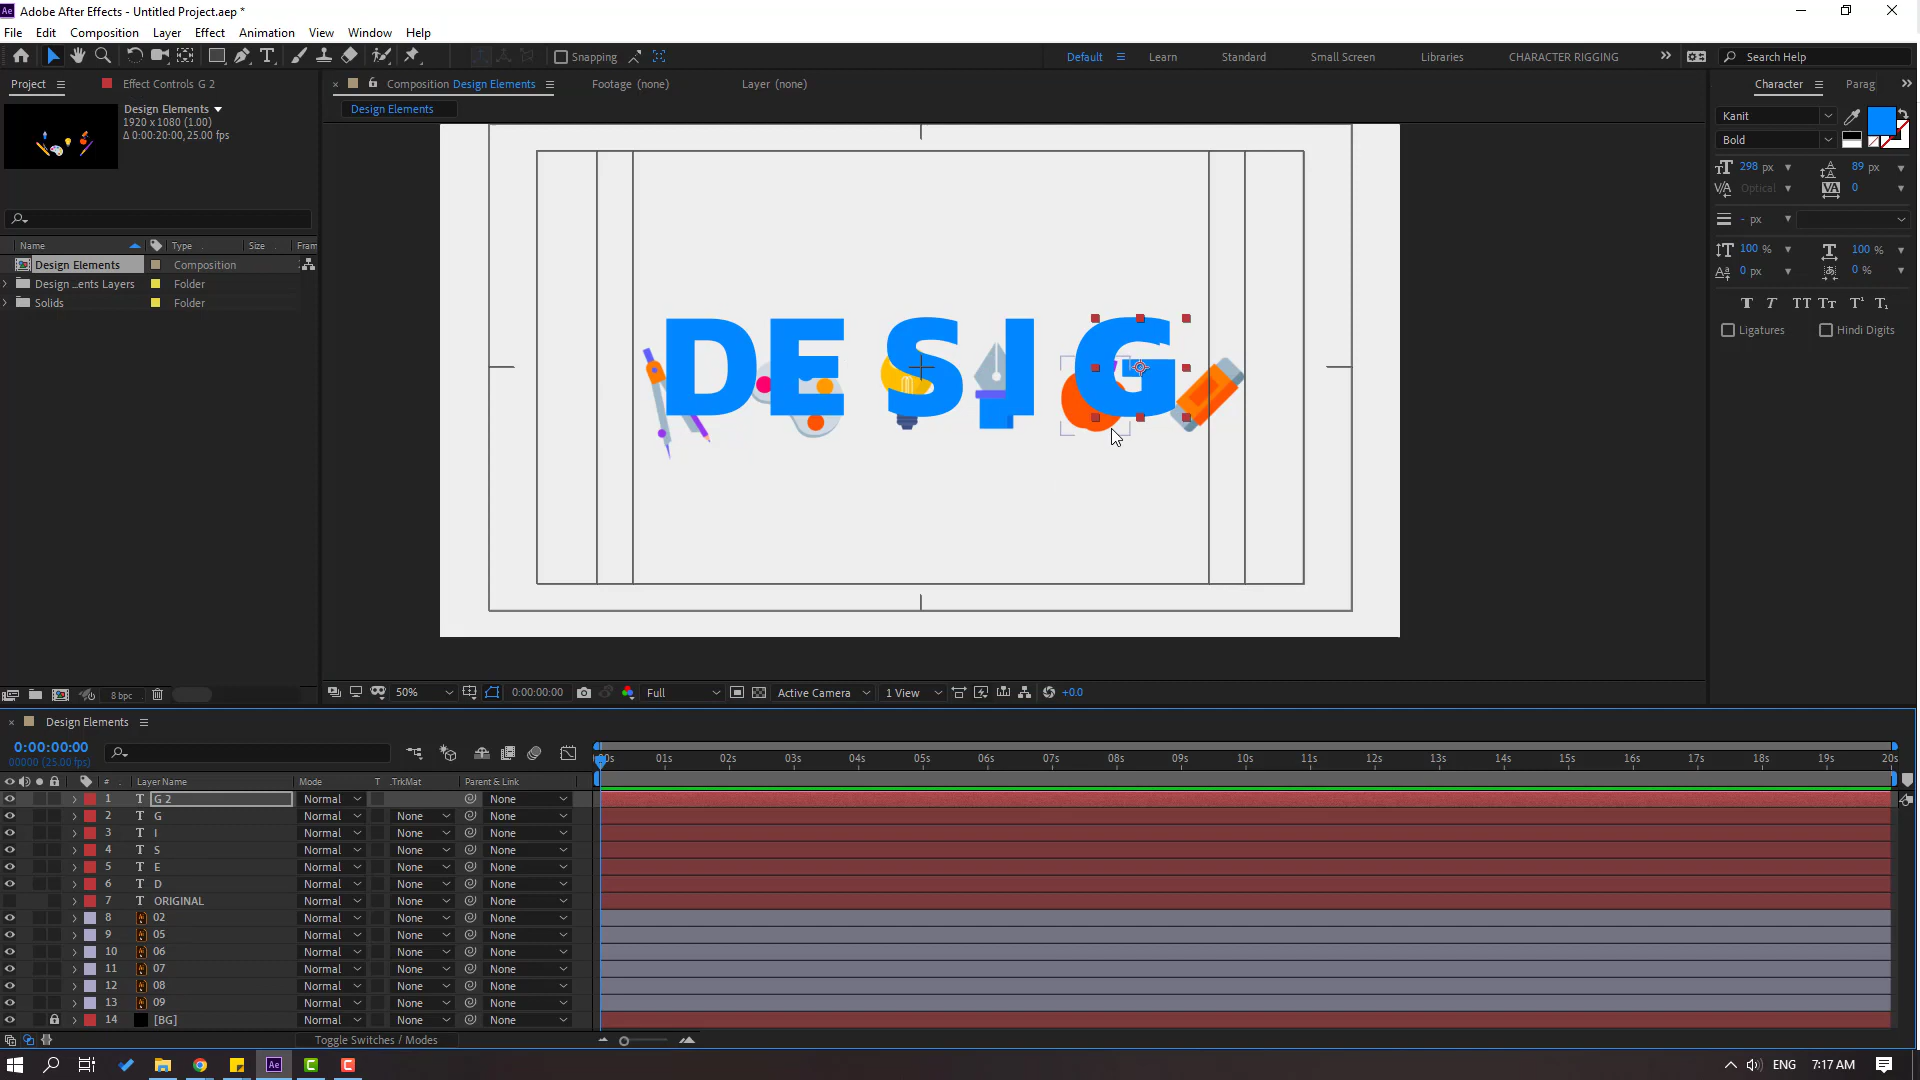 Ae Adobe After Effects - Untitled Project.aep *
File Edit Composition Layer Effect Animation View Window Help
Snapping
Default Learn Standard Small Screen Libraries CHARACTER RIGGING Search Help
Project Effect Controls G 2
Composition Design Elements Footage (none) Layer (none)
Character Parag
Design Elements
1920 x 1080 (1.00)
Δ 0:00:20:00, 25.00 fps
Design Elements
Kanit
Bold
298 px 89 px
Optical 0
- px
100 % 100 %
0 px 0 %
T T TT Tr T¹ T₁
Ligatures Hindi Digits
Name Type Size Fram
Design Elements Composition
Design ...ents Layers Folder
Solids Folder
DESIG
8 bpc
50% 0:00:00:00 Full Active Camera 1 View +0.0
Design Elements
0:00:00:00
00000 (25.00 fps)
:00s 01s 02s 03s 04s 05s 06s 07s 08s 09s 10s 11s 12s 13s 14s 15s 16s 17s 18s 19s 20s
# Layer Name Mode T .TrkMat Parent & Link
1 T G 2 Normal None
2 T G Normal None None
3 T I Normal None None
4 T S Normal None None
5 T E Normal None None
6 T D Normal None None
7 T ORIGINAL Normal None None
8 02 Normal None None
9 05 Normal None None
10 06 Normal None None
11 07 Normal None None
12 08 Normal None None
13 09 Normal None None
14 [BG] Normal None None
Toggle Switches / Modes
Ae ENG 7:17 AM